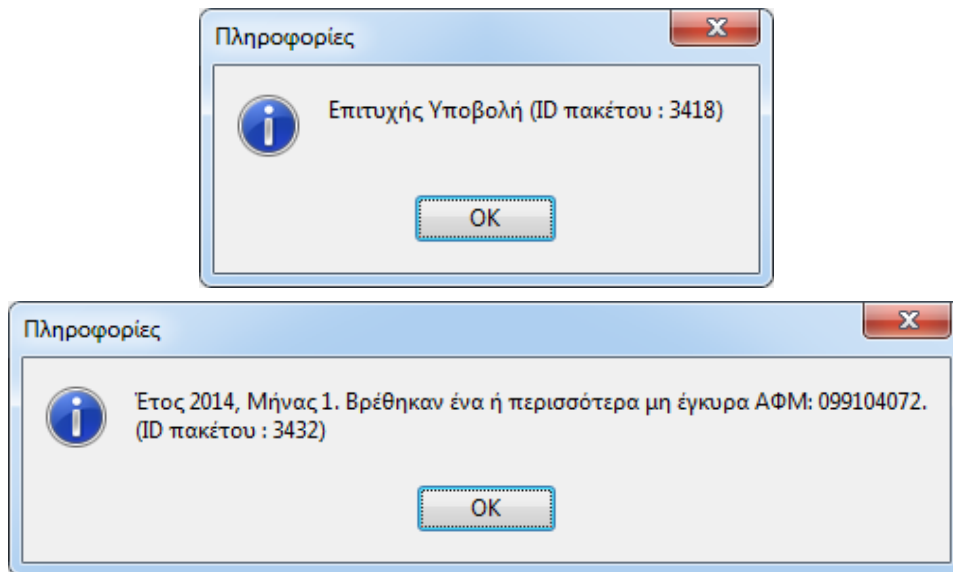 Πληροφορίες
Επιτυχής Υποβολή (ID πακέτου : 3418)
OK
Πληροφορίες
Έτος 2014, Μήνας 1. Βρέθηκαν ένα ή περισσότερα μη έγκυρα ΑΦΜ: 099104072.
(ID πακέτου : 3432)
OK